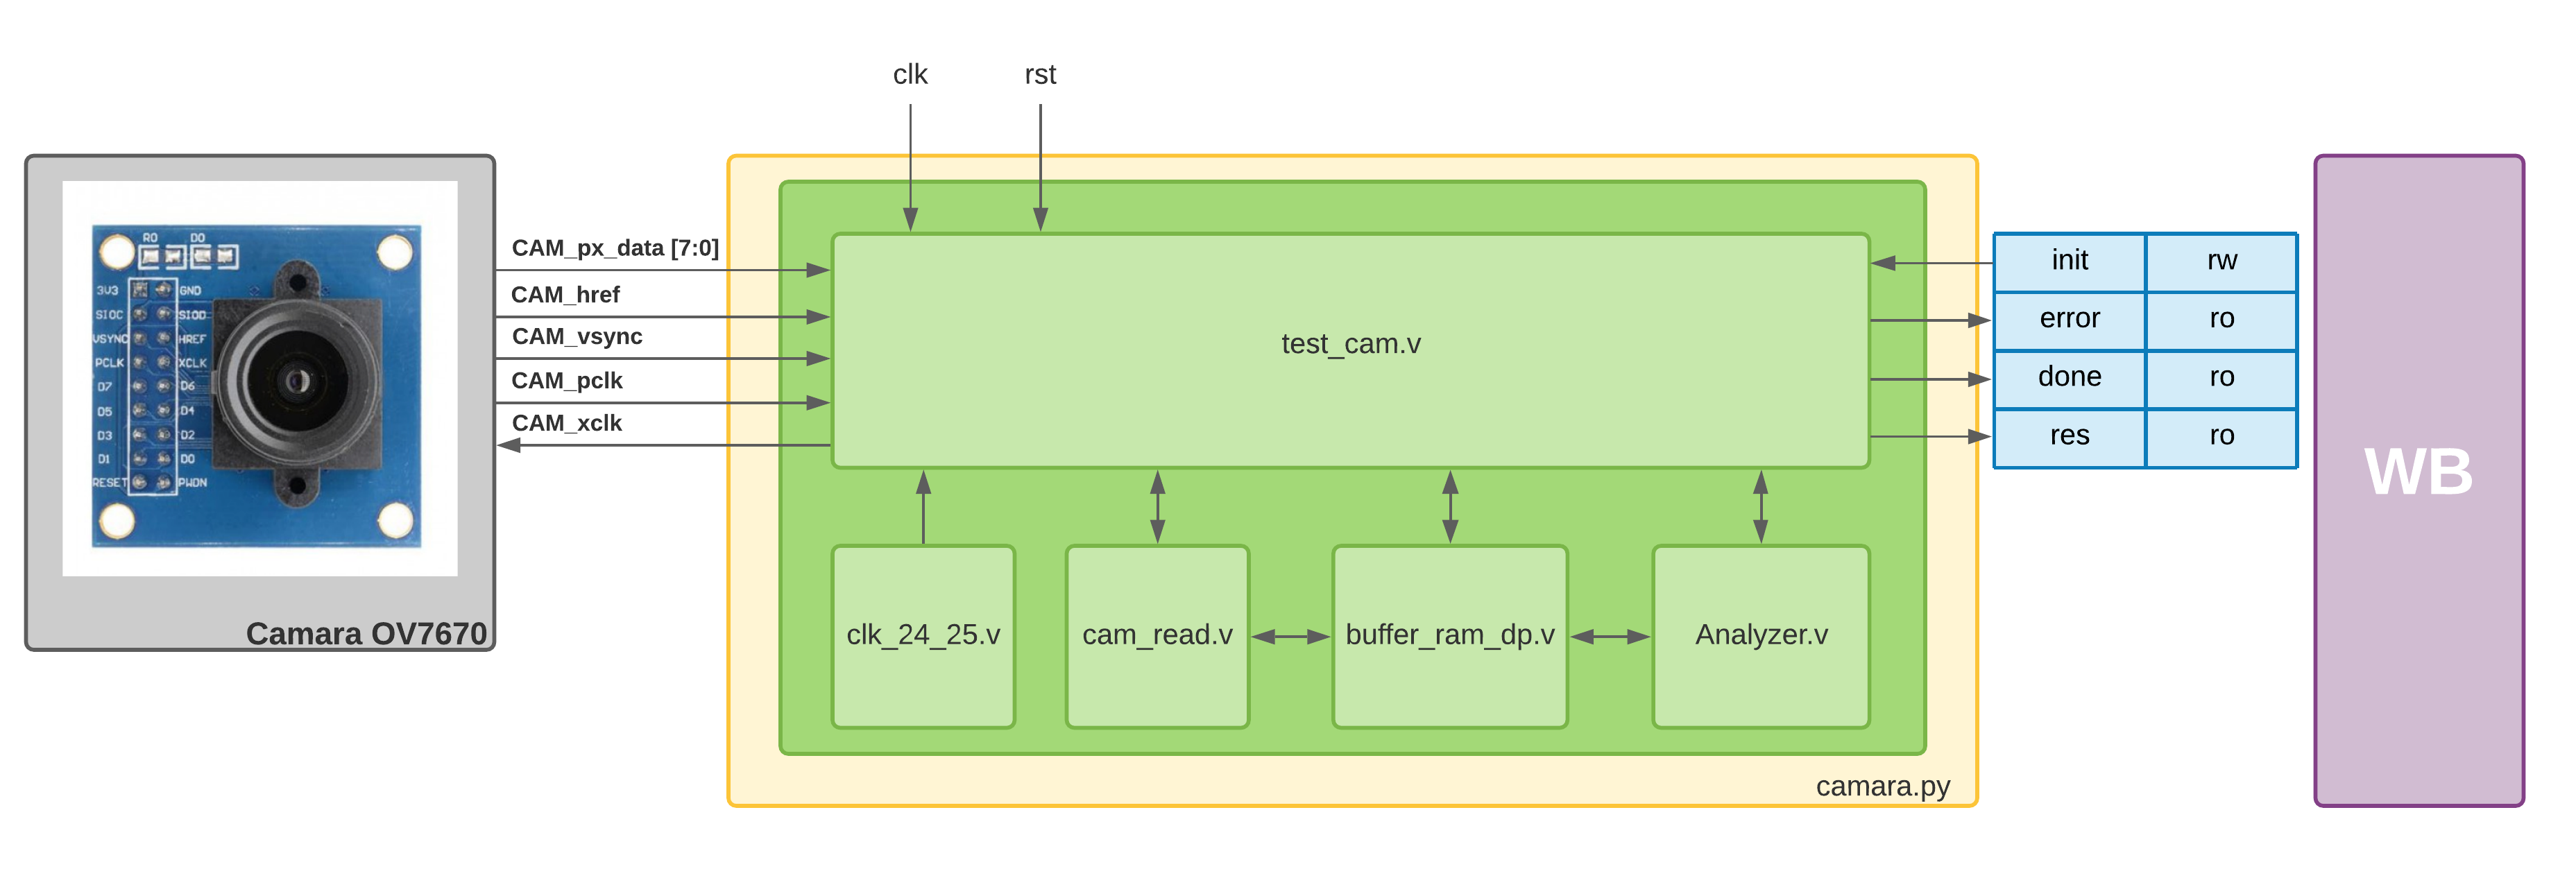 clk
rst
CAM_px_data [7:0]
CAM_href
CAM_vsync
CAM_pclk
CAM_xclk
R0 D0
3V3 GND
SIOC SIOD
VSYNC HREF
PCLK XCLK
D7 D6
D5 D4
D3 D2
D1 D0
RESET PWDN
Camara OV7670
test_cam.v
clk_24_25.v
cam_read.v
buffer_ram_dp.v
Analyzer.v
camara.py
init rw
error ro
done ro
res ro
WB